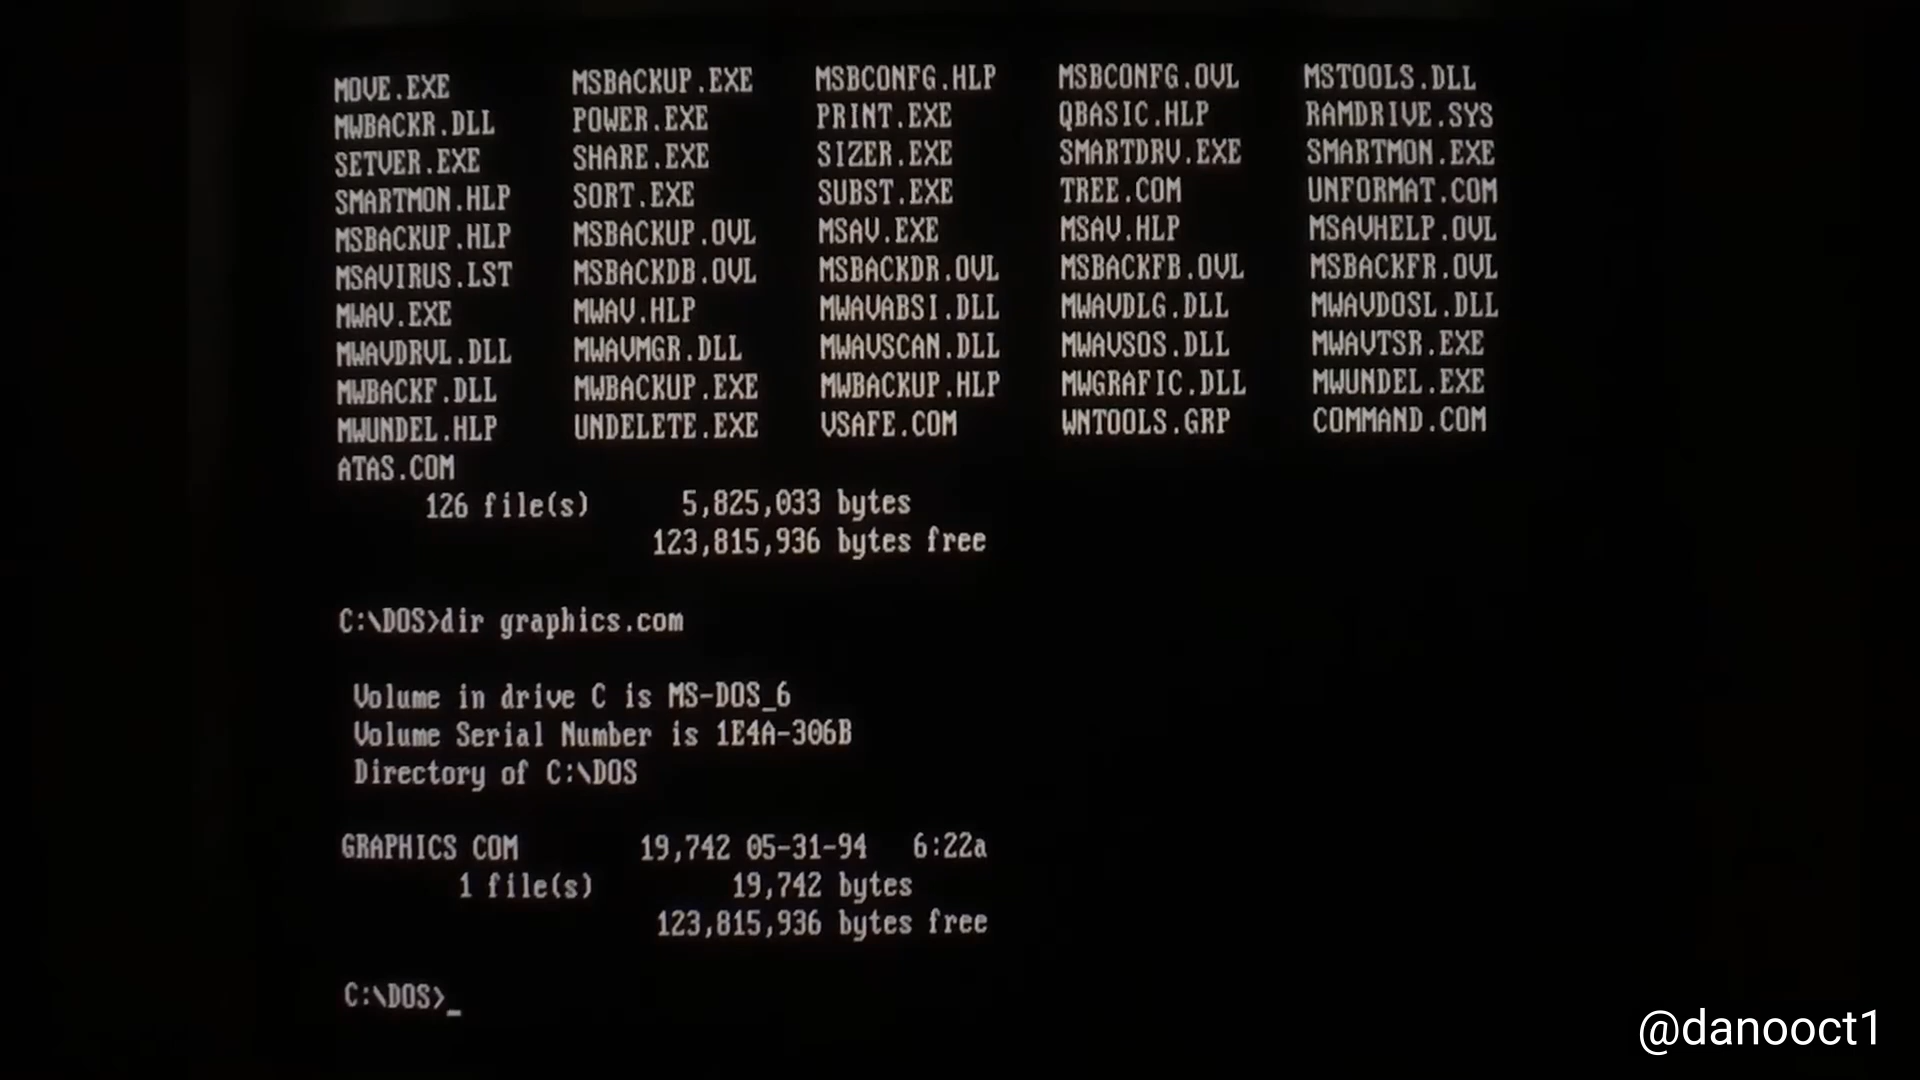 MOVE.EXE MSBACKUP.EXE MSBCONFG.HLP MSBCONFG.OVL MSTOOLS.DLL
MWBACKR.DLL POWER.EXE PRINT.EXE QBASIC.HLP RAMDRIVE.SYS
SETVER.EXE SHARE.EXE SIZER.EXE SMARTDRV.EXE SMARTMON.EXE
SMARTMON.HLP SORT.EXE SUBST.EXE TREE.COM UNFORMAT.COM
MSBACKUP.HLP MSBACKUP.OVL MSAV.EXE MSAV.HLP MSAVHELP.OVL
MSAVIRUS.LST MSBACKDB.OVL MSBACKDR.OVL MSBACKFB.OVL MSBACKFR.OVL
MWAV.EXE MWAV.HLP MWAVABSI.DLL MWAVDLG.DLL MWAVDOSL.DLL
MWAVDRVL.DLL MWAVMGR.DLL MWAVSCAN.DLL MWAVSOS.DLL MWAVTSR.EXE
MWBACKF.DLL MWBACKUP.EXE MWBACKUP.HLP MWGRAFIC.DLL MWUNDEL.EXE
MWUNDEL.HLP UNDELETE.EXE VSAFE.COM WNTOOLS.GRP COMMAND.COM
ATAS.COM
126 file(s) 5,825,033 bytes
123,815,936 bytes free
C:\DOS>dir graphics.com
Volume in drive C is MS-DOS_6
Volume Serial Number is 1E4A-306B
Directory of C:\DOS
GRAPHICS COM 19,742 05-31-94 6:22a
1 file(s) 19,742 bytes
123,815,936 bytes free
C:\DOS>_
@danooct1